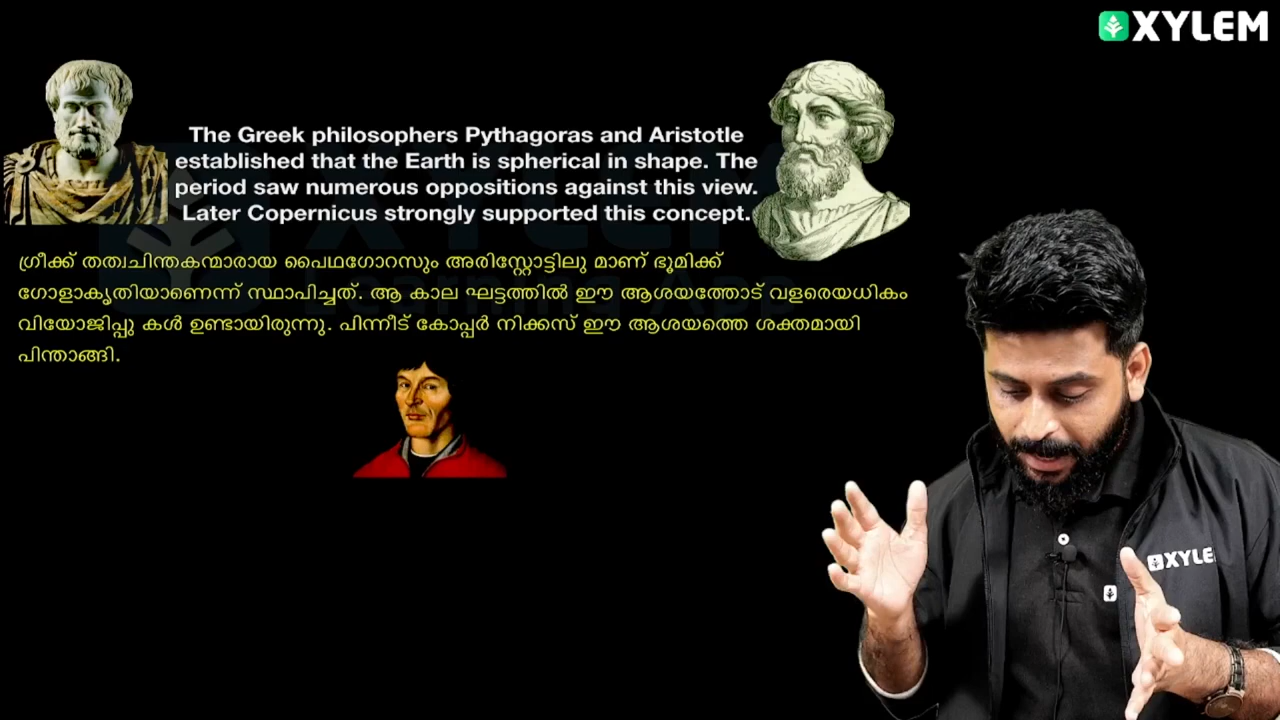 XYLEM
The Greek philosophers Pythagoras and Aristotle
established that the Earth is spherical in shape. The
period saw numerous oppositions against this view.
Later Copernicus strongly supported this concept.
ഗ്രീക്ക് തത്വചിന്തകന്മാരായ പൈഥഗോറസും അരിസ്റ്റോട്ടിലു മാണ് ഭൂമിക്ക്
ഗോളാകൃതിയാണെന്ന് സ്ഥാപിച്ചത്. ആ കാല ഘട്ടത്തിൽ ഈ ആശയത്തോട് വളരെയധികം
വിയോജിപ്പു കൾ ഉണ്ടായിരുന്നു. പിന്നീട് കോപ്പർ നിക്കസ് ഈ ആശയത്തെ ശക്തമായി
പിന്താങ്ങി.
XYLE